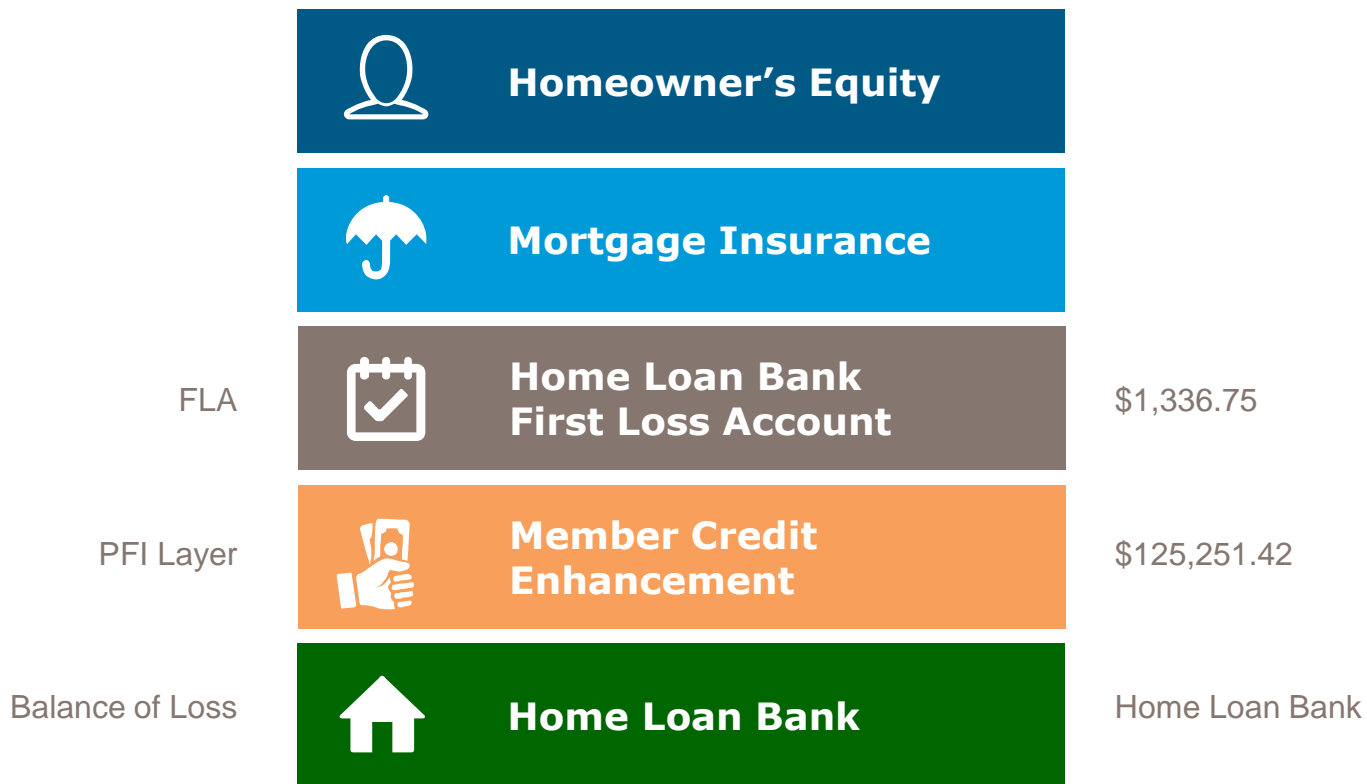 Homeowner’s Equity
Mortgage Insurance
FLA
Home Loan Bank
First Loss Account
$1,336.75
PFI Layer
Member Credit
Enhancement
$125,251.42
Balance of Loss
Home Loan Bank
Home Loan Bank